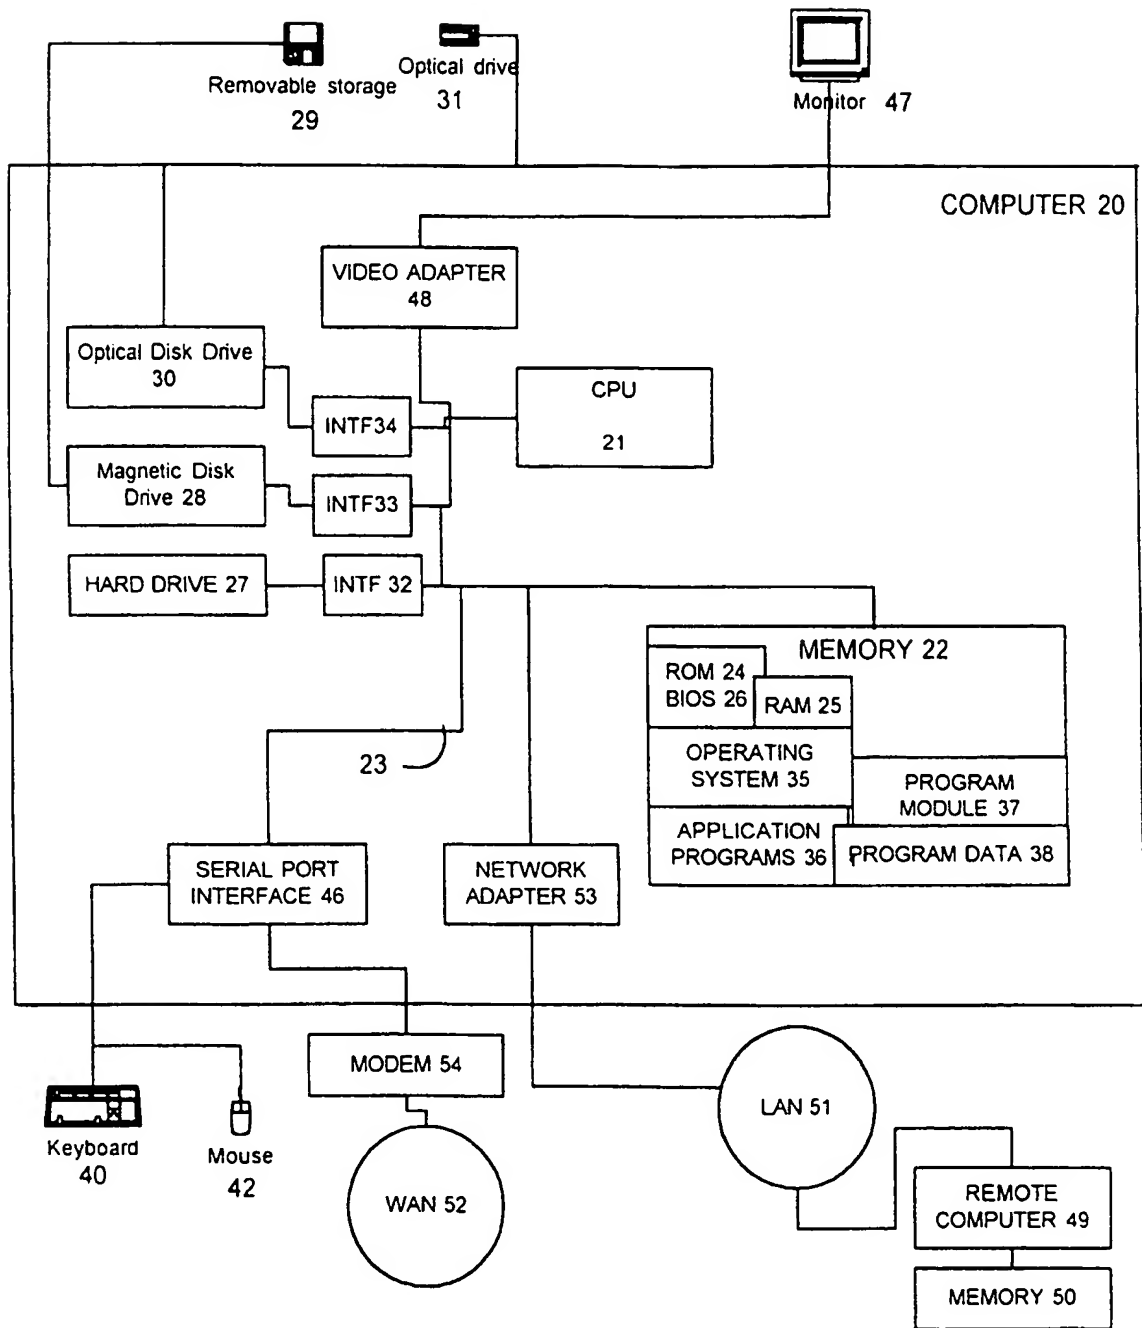 Removable storage
29
Optical drive
31
Monitor 47
COMPUTER 20
VIDEO ADAPTER
48
Optical Disk Drive
30
INTF34
CPU
21
Magnetic Disk
Drive 28
INTF33
HARD DRIVE 27
INTF 32
MEMORY 22
ROM 24
BIOS 26
RAM 25
OPERATING
SYSTEM 35
PROGRAM
MODULE 37
APPLICATION
PROGRAMS 36
PROGRAM DATA 38
23
SERIAL PORT
INTERFACE 46
NETWORK
ADAPTER 53
MODEM 54
LAN 51
Keyboard
40
Mouse
42
WAN 52
REMOTE
COMPUTER 49
MEMORY 50